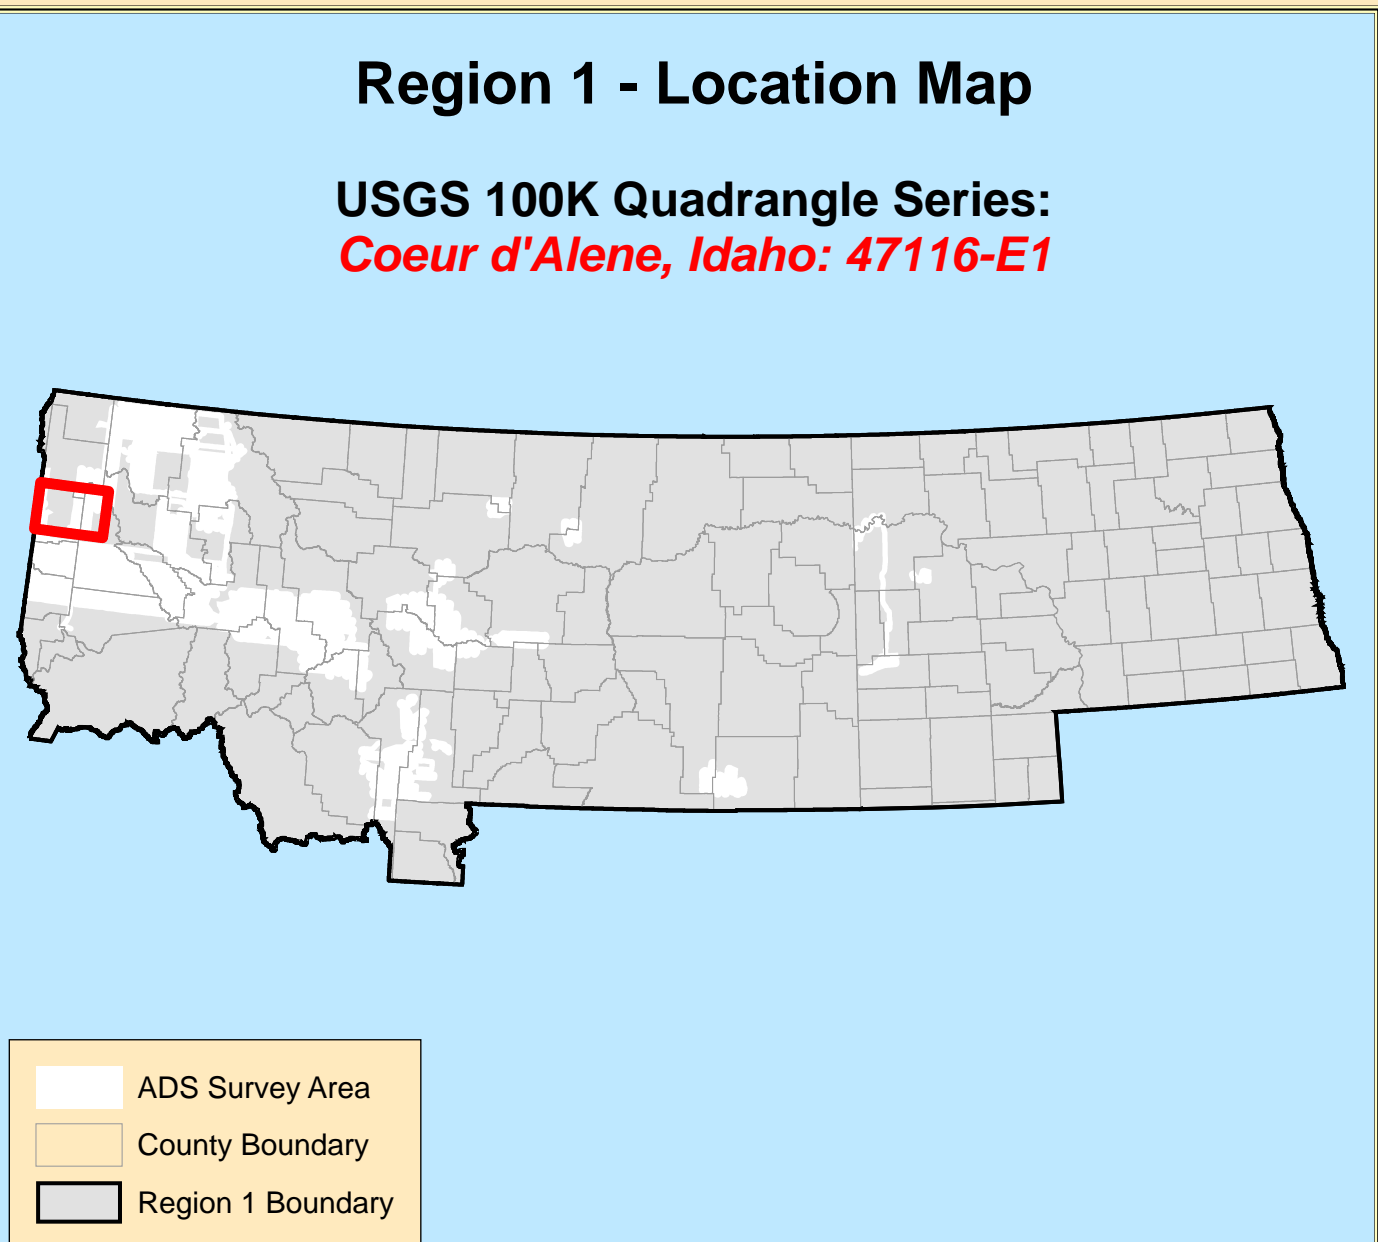 Region 1 - Location Map
USGS 100K Quadrangle Series:
Coeur d'Alene, Idaho: 47116-E1
ADS Survey Area
County Boundary
Region 1 Boundary